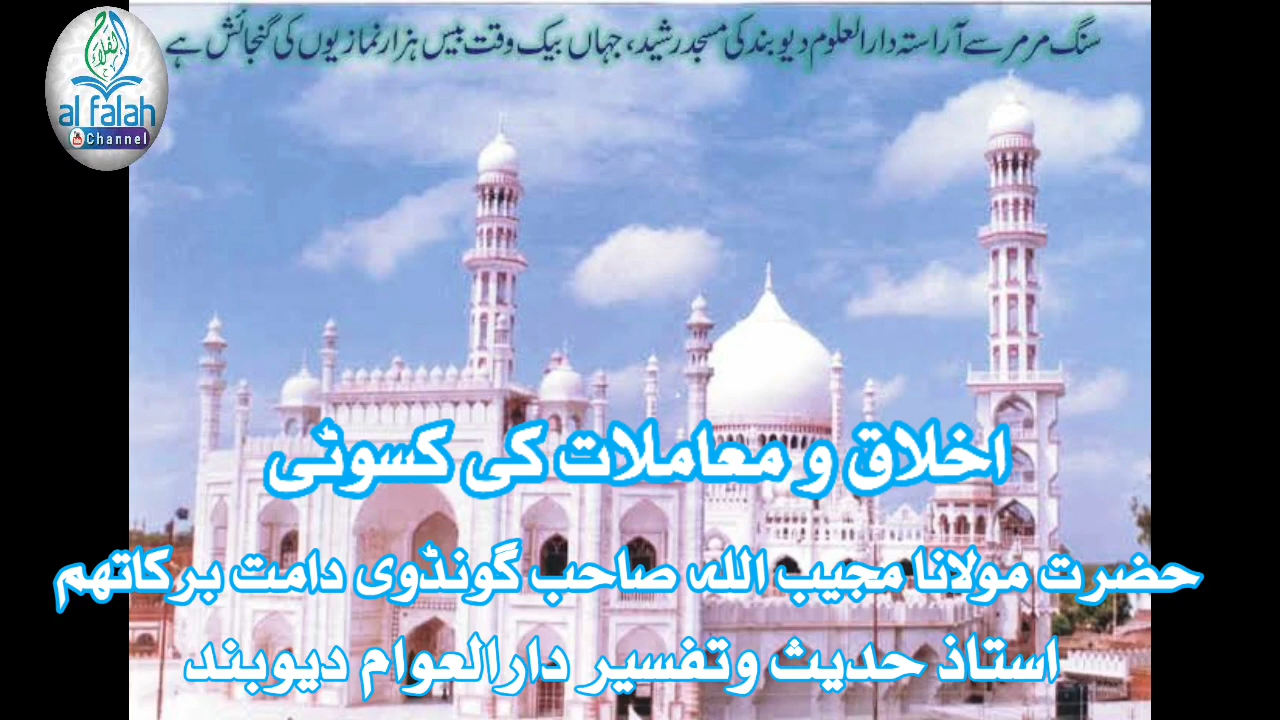 سنگ مرمر سے آراستہ دارالعلوم دیوبند کی مسجد رشید، جہاں بیک وقت بیس ہزار نمازیوں کی گنجائش ہے
الفلاح
al falah
Channel
اخلاق و معاملات کی کسوٹی
حضرت مولانا مجیب اللہ صاحب گونڈوی دامت برکاتھم
استاذ حدیث وتفسیر دارالعوام دیوبند